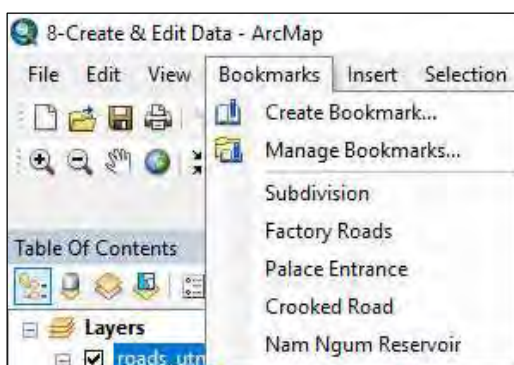 8-Create & Edit Data - ArcMap
File Edit View Bookmarks Insert Selection
Create Bookmark...
Manage Bookmarks...
Subdivision
Factory Roads
Table Of Contents
Palace Entrance
Crooked Road
Layers
Nam Ngum Reservoir
roads_utm